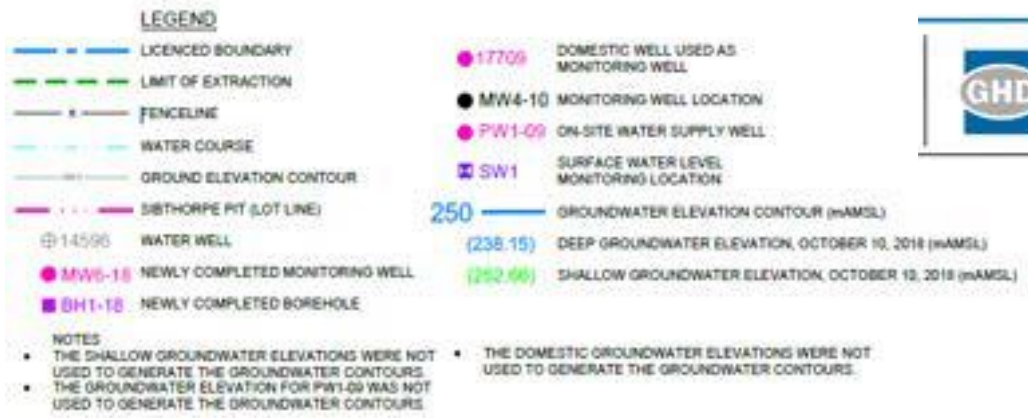 LEGEND
LICENCED BOUNDARY
LIMIT OF EXTRACTION
FENCELINE
WATER COURSE
GROUND ELEVATION CONTOUR
SIBTHORPE PIT (LOT LINE)
14596 WATER WELL
MW6-18 NEWLY COMPLETED MONITORING WELL
BH1-18 NEWLY COMPLETED BOREHOLE
17709 DOMESTIC WELL USED AS
MONITORING WELL
MW4-10 MONITORING WELL LOCATION
PW1-09 ON-SITE WATER SUPPLY WELL
SW1 SURFACE WATER LEVEL
MONITORING LOCATION
250 GROUNDWATER ELEVATION CONTOUR (mAMSL)
(238.15) DEEP GROUNDWATER ELEVATION, OCTOBER 10, 2018 (mAMSL)
(252.66) SHALLOW GROUNDWATER ELEVATION, OCTOBER 10, 2018 (mAMSL)
GHD
NOTES
• THE SHALLOW GROUNDWATER ELEVATIONS WERE NOT
USED TO GENERATE THE GROUNDWATER CONTOURS.
• THE GROUNDWATER ELEVATION FOR PW1-09 WAS NOT
USED TO GENERATE THE GROUNDWATER CONTOURS
• THE DOMESTIC GROUNDWATER ELEVATIONS WERE NOT
USED TO GENERATE THE GROUNDWATER CONTOURS.